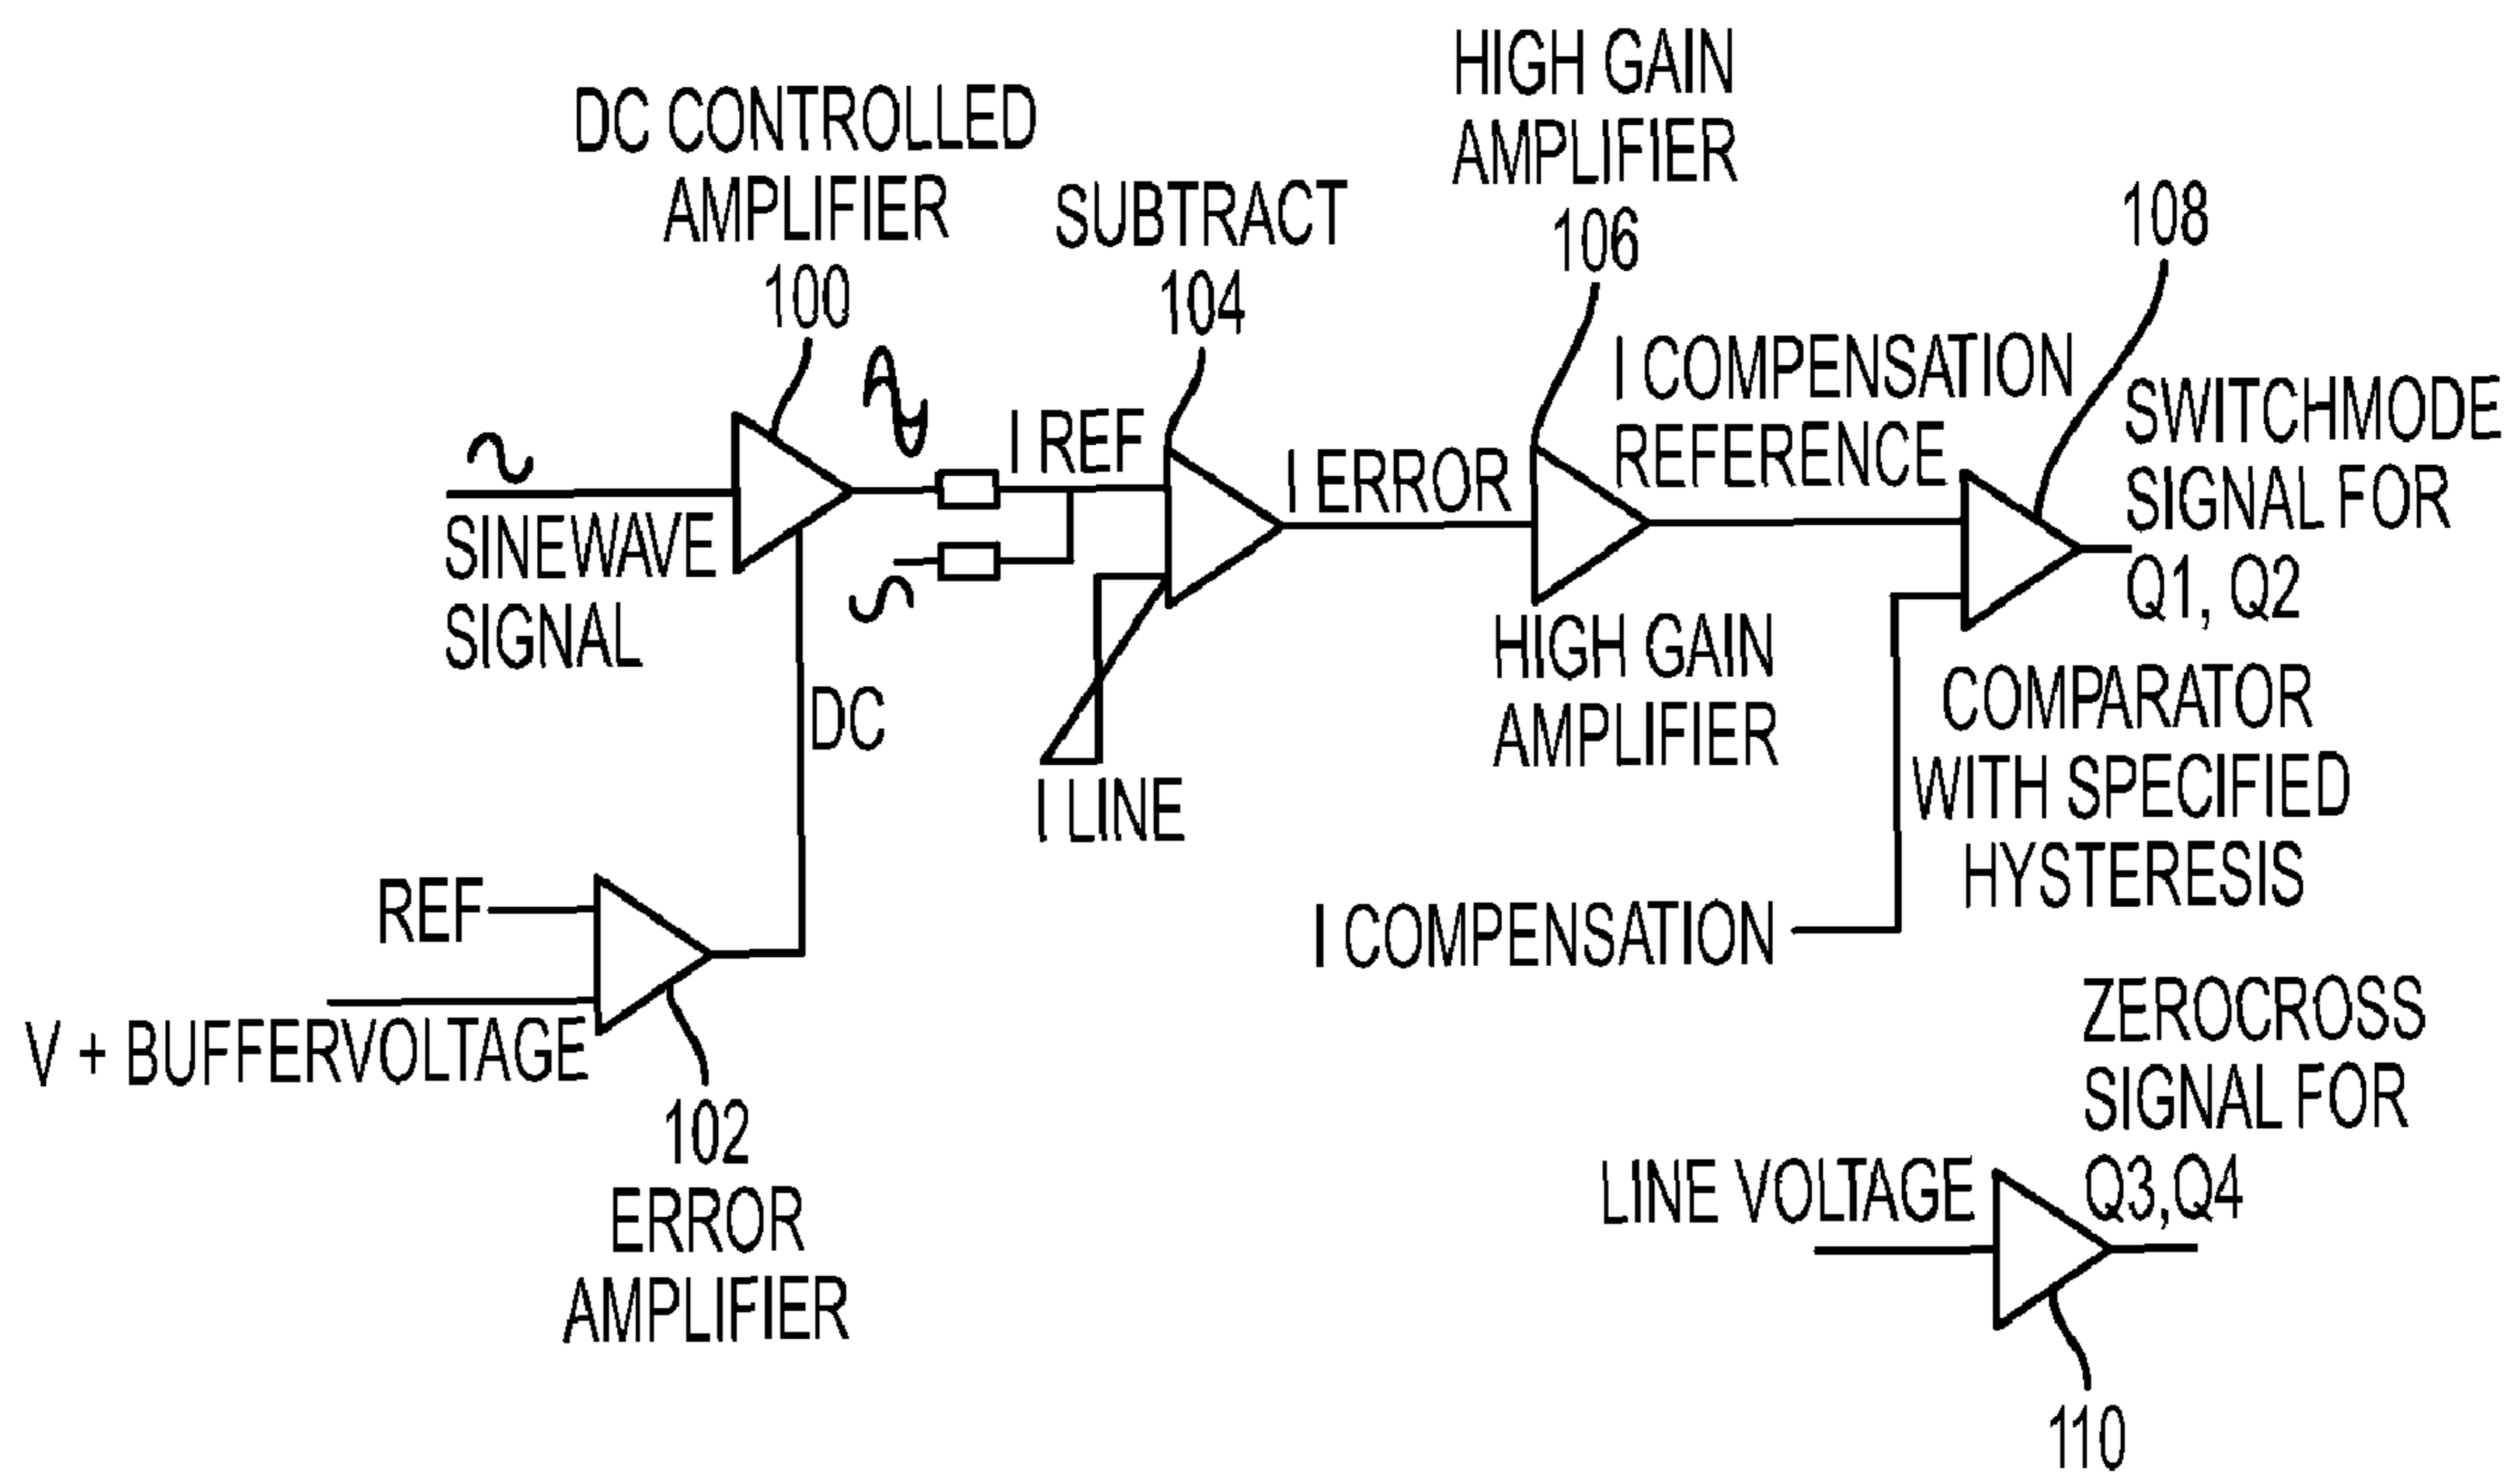 DC CONTROLLED
AMPLIFIER
100
SUBTRACT
104
HIGH GAIN
AMPLIFIER
106
108
SINEWAVE
SIGNAL
I REF
I ERROR
I COMPENSATION
REFERENCE
SWITCHMODE
SIGNAL FOR
Q1, Q2
DC
I LINE
HIGH GAIN
AMPLIFIER
COMPARATOR
WITH SPECIFIED
HYSTERESIS
REF
V + BUFFERVOLTAGE
102
ERROR
AMPLIFIER
I COMPENSATION
ZEROCROSS
SIGNAL FOR
Q3,Q4
LINE VOLTAGE
110